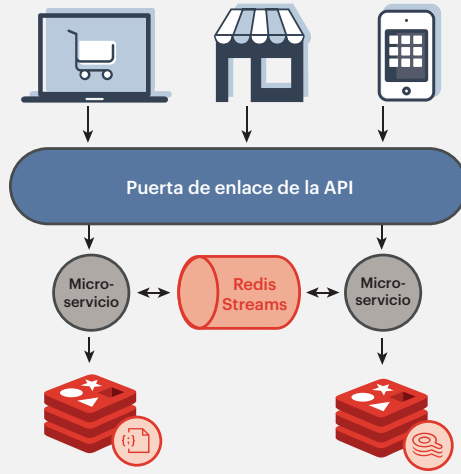 Puerta de enlace de la API
Micro-
servicio
Redis
Streams
Micro-
servicio
{;}